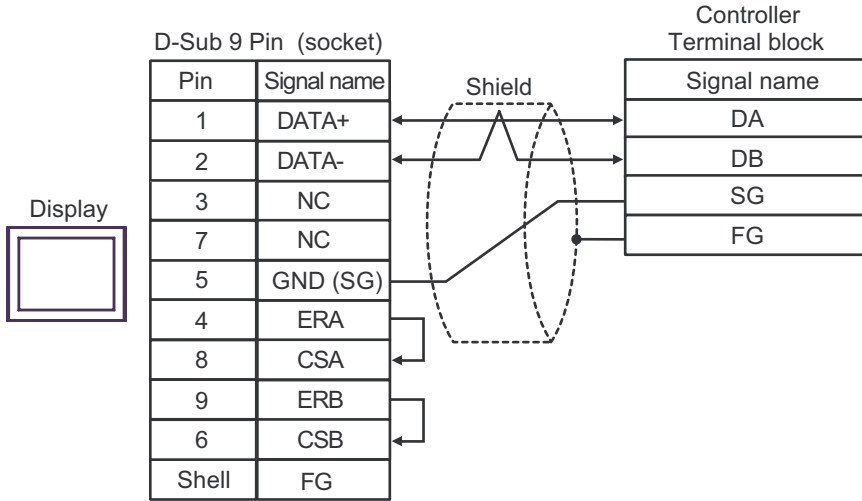 Controller
Terminal block
D-Sub 9 Pin (socket)
Pin Signal name
Shield
Signal name
1 DATA+
DA
2 DATA-
DB
3 NC
SG
Display
7 NC
FG
5 GND (SG)
4 ERA
8 CSA
9 ERB
6 CSB
Shell FG